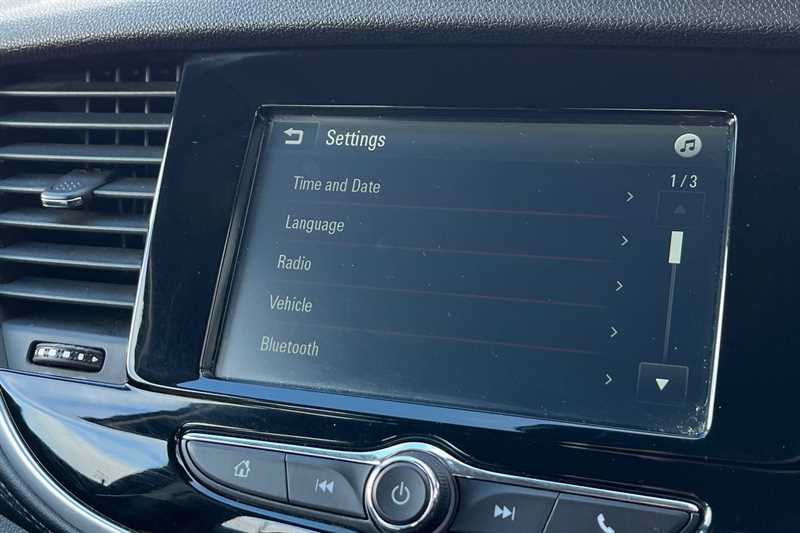 Settings
1/3
Time and Date
Language
Radio
Vehicle
Bluetooth